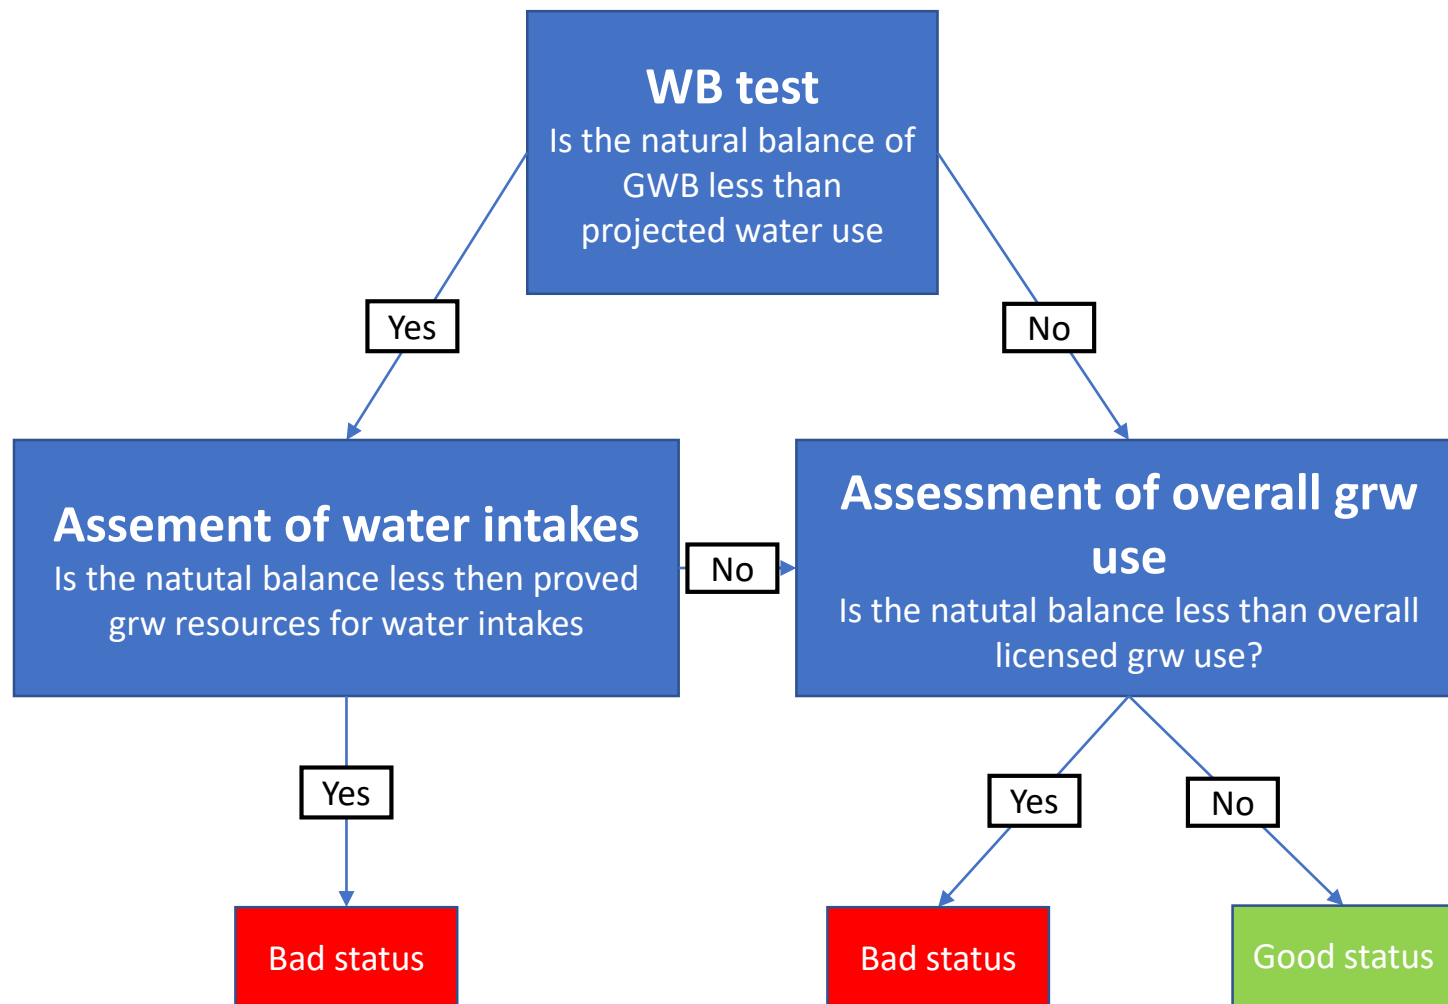 WB test
Is the natural balance of
GWB less than
projected water use
Yes
No
Assement of water intakes
Is the natutal balance less then proved
grw resources for water intakes
No
Assessment of overall grw
use
Is the natutal balance less than overall
licensed grw use?
Yes
Yes
No
Bad status
Bad status
Good status